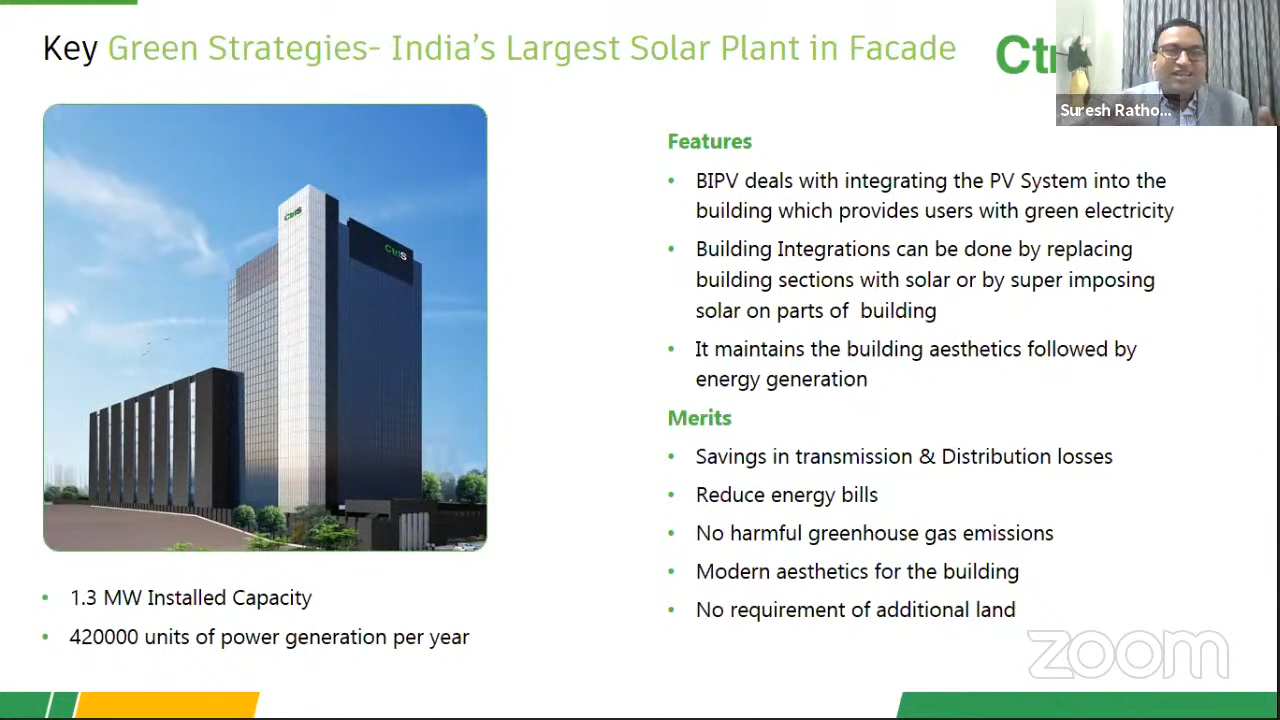 Key Green Strategies- India's Largest Solar Plant in Facade
Suresh Ratho...
CtrlS
CtrlS
Features
• BIPV deals with integrating the PV System into the
building which provides users with green electricity
• Building Integrations can be done by replacing
building sections with solar or by super imposing
solar on parts of building
• It maintains the building aesthetics followed by
energy generation
Merits
• Savings in transmission & Distribution losses
• Reduce energy bills
• No harmful greenhouse gas emissions
• Modern aesthetics for the building
• No requirement of additional land
• 1.3 MW Installed Capacity
• 420000 units of power generation per year
zoom